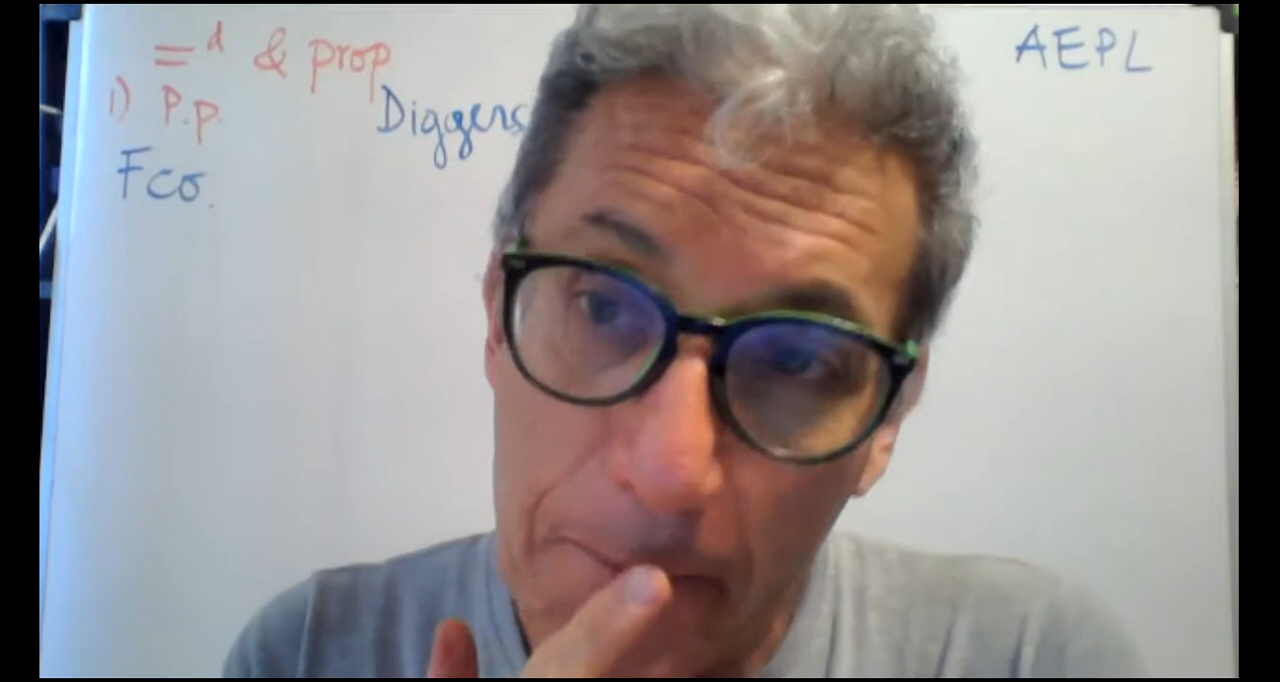 =d & prop
AEPL
1) P.p.
Diggers
Fco.